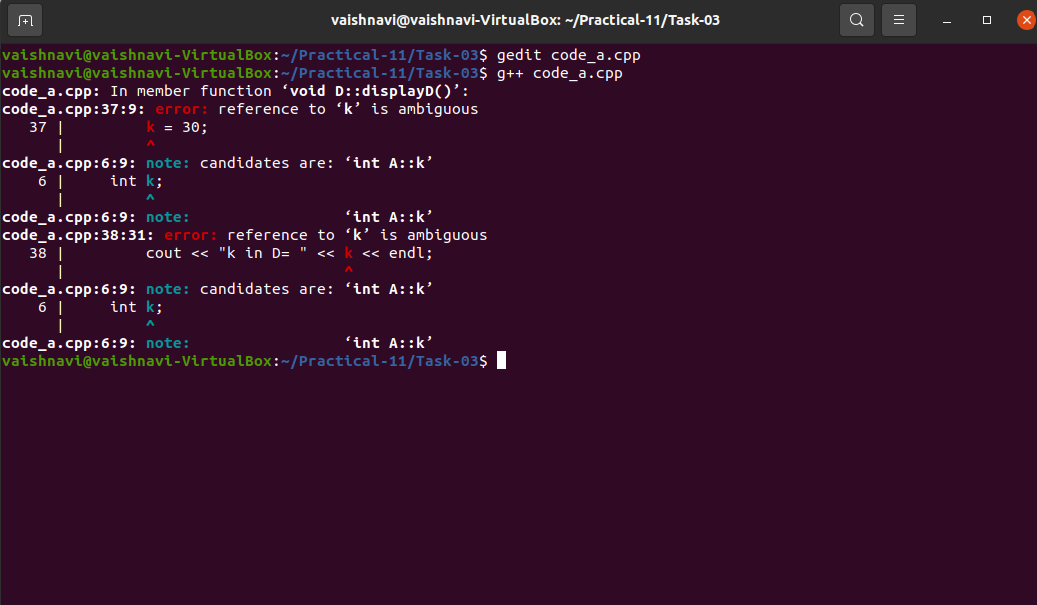 vaishnavi@vaishnavi-VirtualBox: ~/Practical-11/Task-03
vaishnavi@vaishnavi-VirtualBox:~/Practical-11/Task-03$ gedit code_a.cpp
vaishnavi@vaishnavi-VirtualBox:~/Practical-11/Task-03$ g++ code_a.cpp
code_a.cpp: In member function ‘void D::displayD()’:
code_a.cpp:37:9: error: reference to ‘k’ is ambiguous
   37 |         k = 30;
      |         ^
code_a.cpp:6:9: note: candidates are: ‘int A::k’
    6 |     int k;
      |         ^
code_a.cpp:6:9: note:                 ‘int A::k’
code_a.cpp:38:31: error: reference to ‘k’ is ambiguous
   38 |         cout << "k in D= " << k << endl;
      |                               ^
code_a.cpp:6:9: note: candidates are: ‘int A::k’
    6 |     int k;
      |         ^
code_a.cpp:6:9: note:                 ‘int A::k’
vaishnavi@vaishnavi-VirtualBox:~/Practical-11/Task-03$